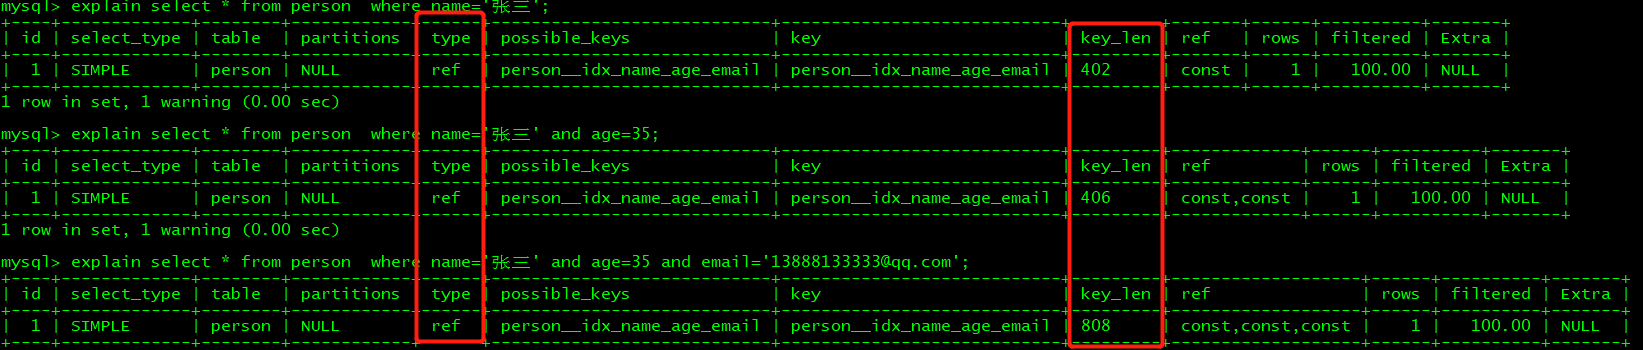 mysql> explain select * from person  where name='张三';
+----+-------------+--------+------------+------+---------------------------+---------------------------+---------+-------+------+----------+-------+
| id | select_type | table  | partitions | type | possible_keys             | key                       | key_len | ref   | rows | filtered | Extra |
+----+-------------+--------+------------+------+---------------------------+---------------------------+---------+-------+------+----------+-------+
|  1 | SIMPLE      | person | NULL       | ref  | person__idx_name_age_email | person__idx_name_age_email | 402     | const |    1 |   100.00 | NULL  |
+----+-------------+--------+------------+------+---------------------------+---------------------------+---------+-------+------+----------+-------+
1 row in set, 1 warning (0.00 sec)
mysql> explain select * from person  where name='张三' and age=35;
+----+-------------+--------+------------+------+---------------------------+---------------------------+---------+-------------+------+----------+-------+
| id | select_type | table  | partitions | type | possible_keys             | key                       | key_len | ref         | rows | filtered | Extra |
+----+-------------+--------+------------+------+---------------------------+---------------------------+---------+-------------+------+----------+-------+
|  1 | SIMPLE      | person | NULL       | ref  | person__idx_name_age_email | person__idx_name_age_email | 406     | const,const |    1 |   100.00 | NULL  |
+----+-------------+--------+------------+------+---------------------------+---------------------------+---------+-------------+------+----------+-------+
1 row in set, 1 warning (0.00 sec)
mysql> explain select * from person  where name='张三' and age=35 and email='13888133333@qq.com';
+----+-------------+--------+------------+------+---------------------------+---------------------------+---------+-------------------+------+----------+-------+
| id | select_type | table  | partitions | type | possible_keys             | key                       | key_len | ref               | rows | filtered | Extra |
+----+-------------+--------+------------+------+---------------------------+---------------------------+---------+-------------------+------+----------+-------+
|  1 | SIMPLE      | person | NULL       | ref  | person__idx_name_age_email | person__idx_name_age_email | 808     | const,const,const |    1 |   100.00 | NULL  |
+----+-------------+--------+------------+------+---------------------------+---------------------------+---------+-------------------+------+----------+-------+